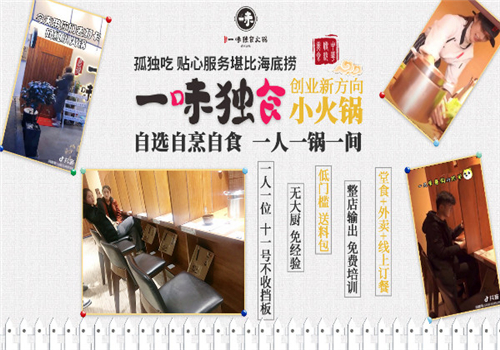 味
一味独食火锅
孤独吃 贴心服务堪比海底捞
一味独食
创业新方向
小火锅
自选自烹自食 一人一锅一间
一人一位 十一号不收挡板
无大厨 免经验
低门槛 送料包
整店输出 免费培训
堂食+外卖+线上订餐